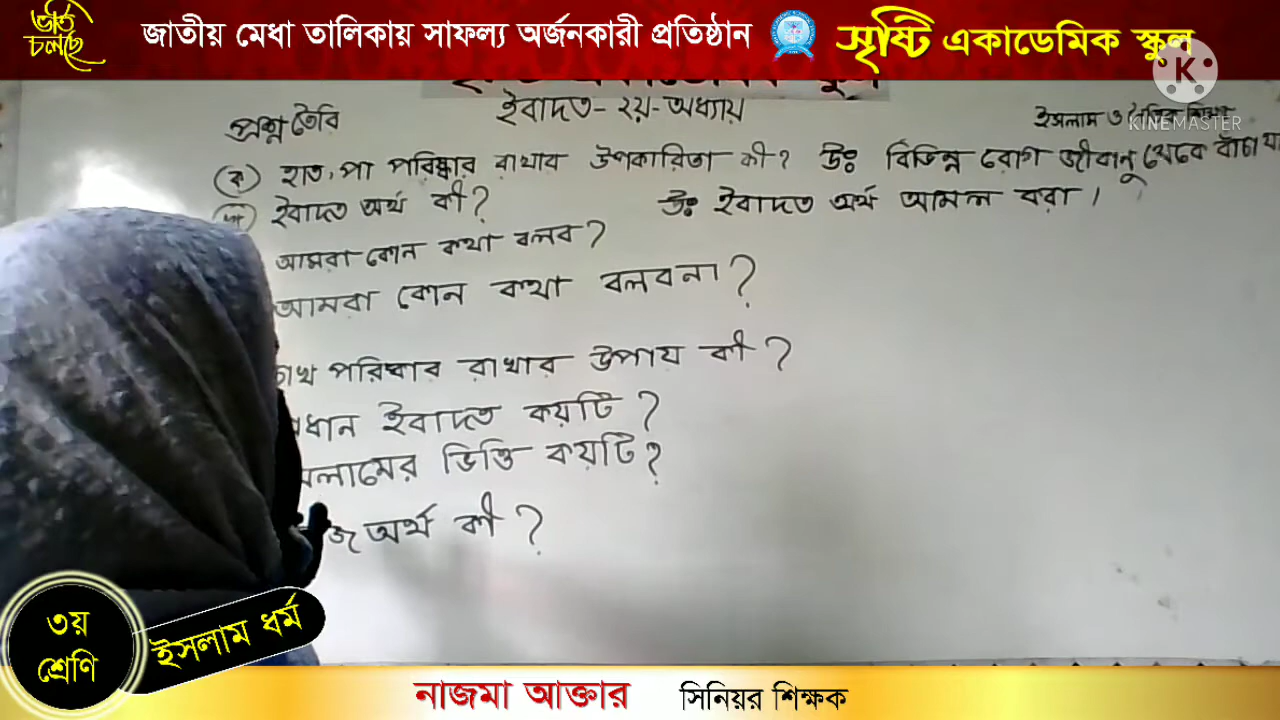 ভর্তি চলছে
জাতীয় মেধা তালিকায় সাফল্য অর্জনকারী প্রতিষ্ঠান
সৃষ্টি একাডেমিক স্কুল
K
KINEMASTER
ইবাদত- ২য়-অধ্যায়
প্রশ্ন তৈরি
ইসলাম ও নৈতিক শিক্ষা
(ক) হাত, পা পরিষ্কার রাখার উপকারিতা কী? উঃ বিভিন্ন রোগ জীবানু থেকে বাঁচা যা
ইবাদত অর্থ কী? উঃ ইবাদত অর্থ আমল করা।
আমরা কোন কথা বলব?
আমরা কোন কথা বলবনা?
পরিষ্কার রাখার উপায় কী?
ইবাদত কয়টি?
ভিত্তি কয়টি?
অর্থ কী?
৩য় শ্রেণি
ইসলাম ধর্ম
নাজমা আক্তার সিনিয়র শিক্ষক